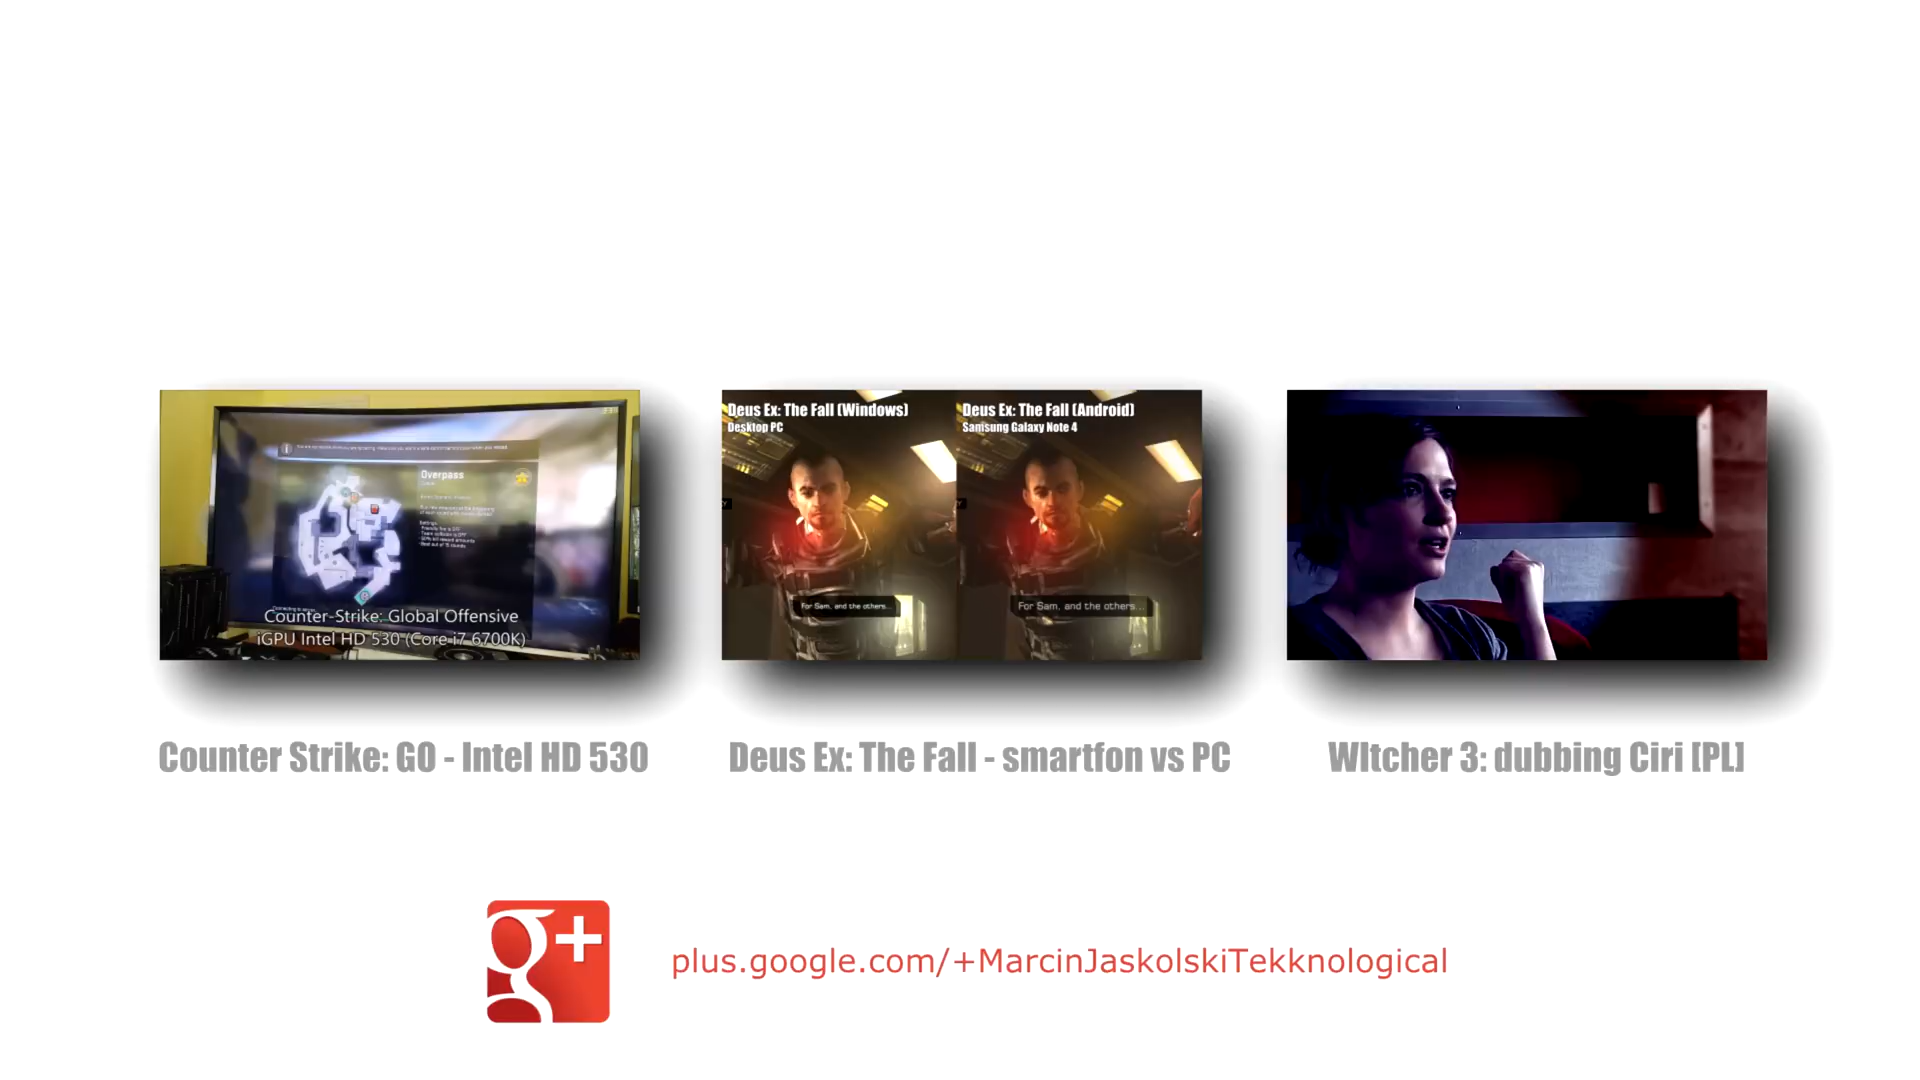 Overpass
Counter-Strike: Global Offensive
iGPU Intel HD 530 (Core i7 6700K)
Deus Ex: The Fall (Windows)
Desktop PC
For Sam, and the others...
Deus Ex: The Fall (Android)
Samsung Galaxy Note 4
For Sam, and the others...
Counter Strike: GO - Intel HD 530
Deus Ex: The Fall - smartfon vs PC
WItcher 3: dubbing Ciri [PL]
g+
plus.google.com/+MarcinJaskolskiTekknological